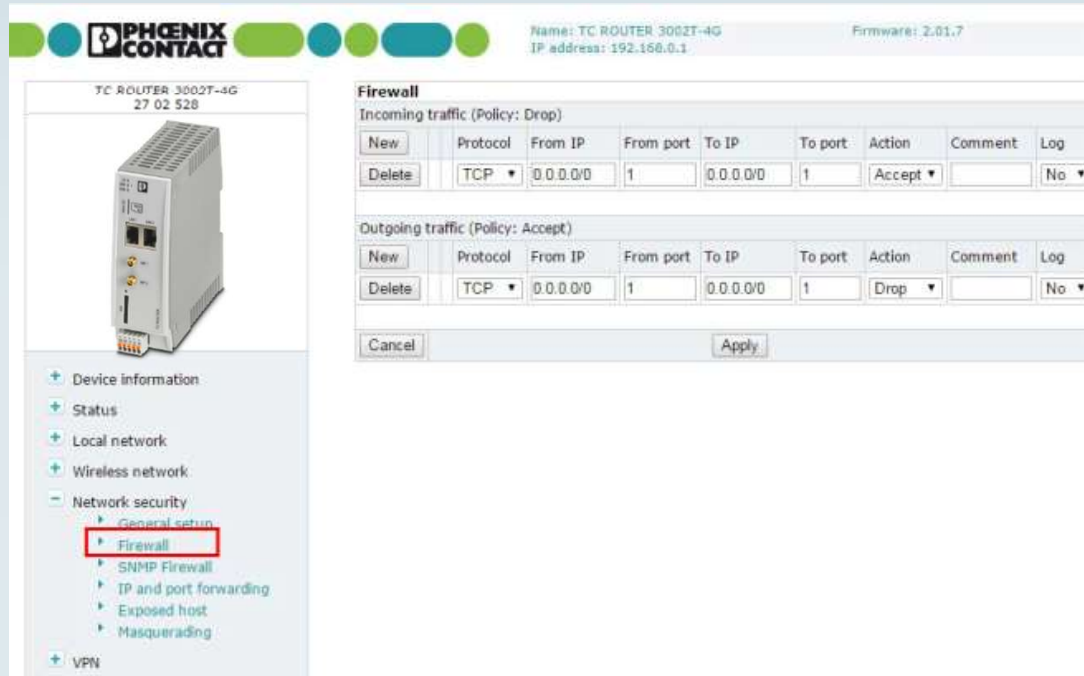 PHŒNIX CONTACT
Name: TC ROUTER 3002T-4G Firmware: 2.01.7
IP address: 192.168.0.1
TC ROUTER 3002T-4G
27 02 528
Firewall
Incoming traffic (Policy: Drop)
New Protocol From IP From port To IP To port Action Comment Log
Delete TCP 0.0.0.0/0 1 0.0.0.0/0 1 Accept No
Outgoing traffic (Policy: Accept)
New Protocol From IP From port To IP To port Action Comment Log
Delete TCP 0.0.0.0/0 1 0.0.0.0/0 1 Drop No
Cancel Apply
Device information
Status
Local network
Wireless network
Network security
General setup
Firewall
SNMP Firewall
IP and port forwarding
Exposed host
Masquerading
VPN